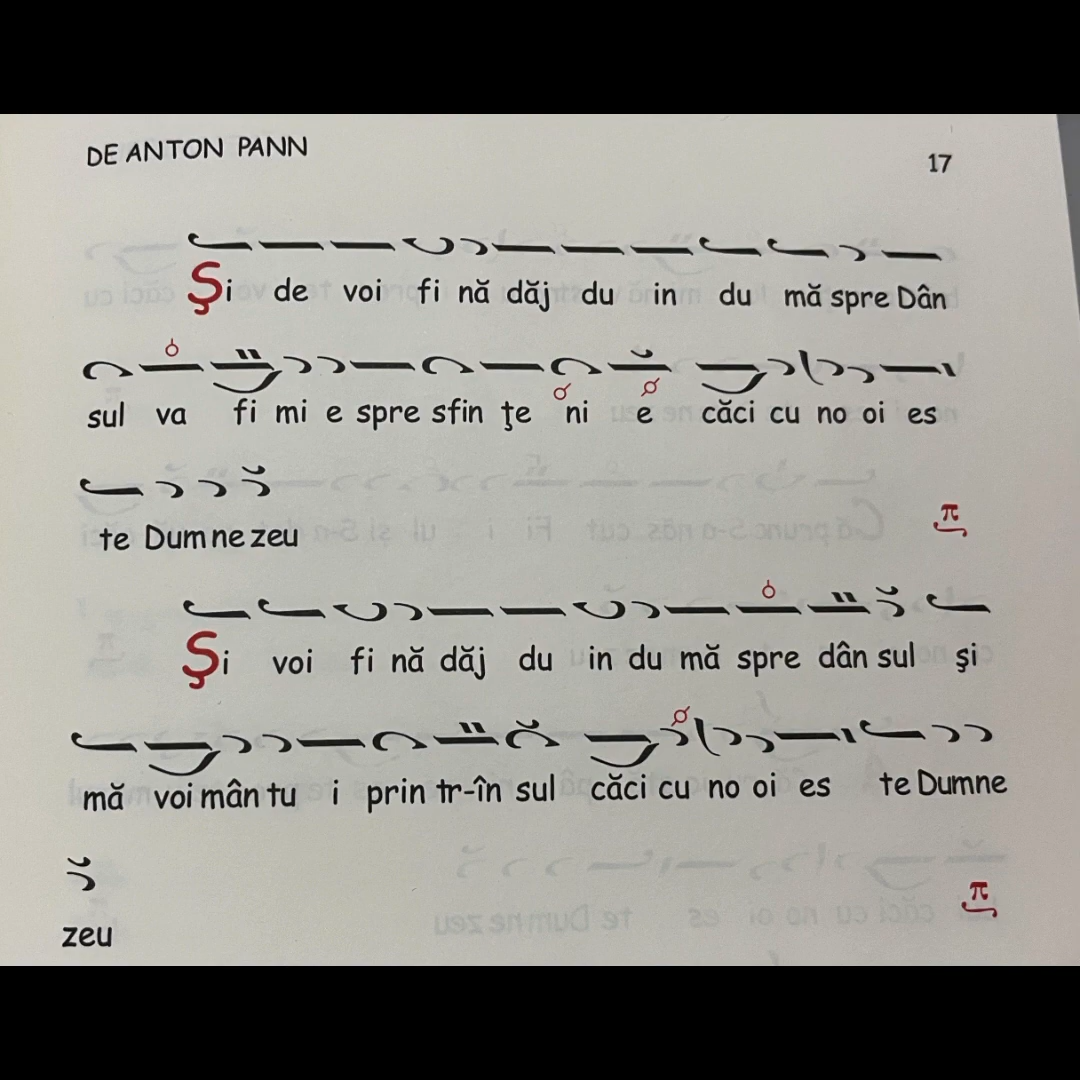 DE ANTON PANN
17
Şi de voi fi nă dăj du in du mă spre Dân
sul va fi mi e spre sfin ţe ni e căci cu no oi es
te Dum ne zeu
π
Şi voi fi nă dăj du in du mă spre dân sul şi
mă voi mân tu i prin tr-în sul căci cu no oi es te Dumne
zeu
π